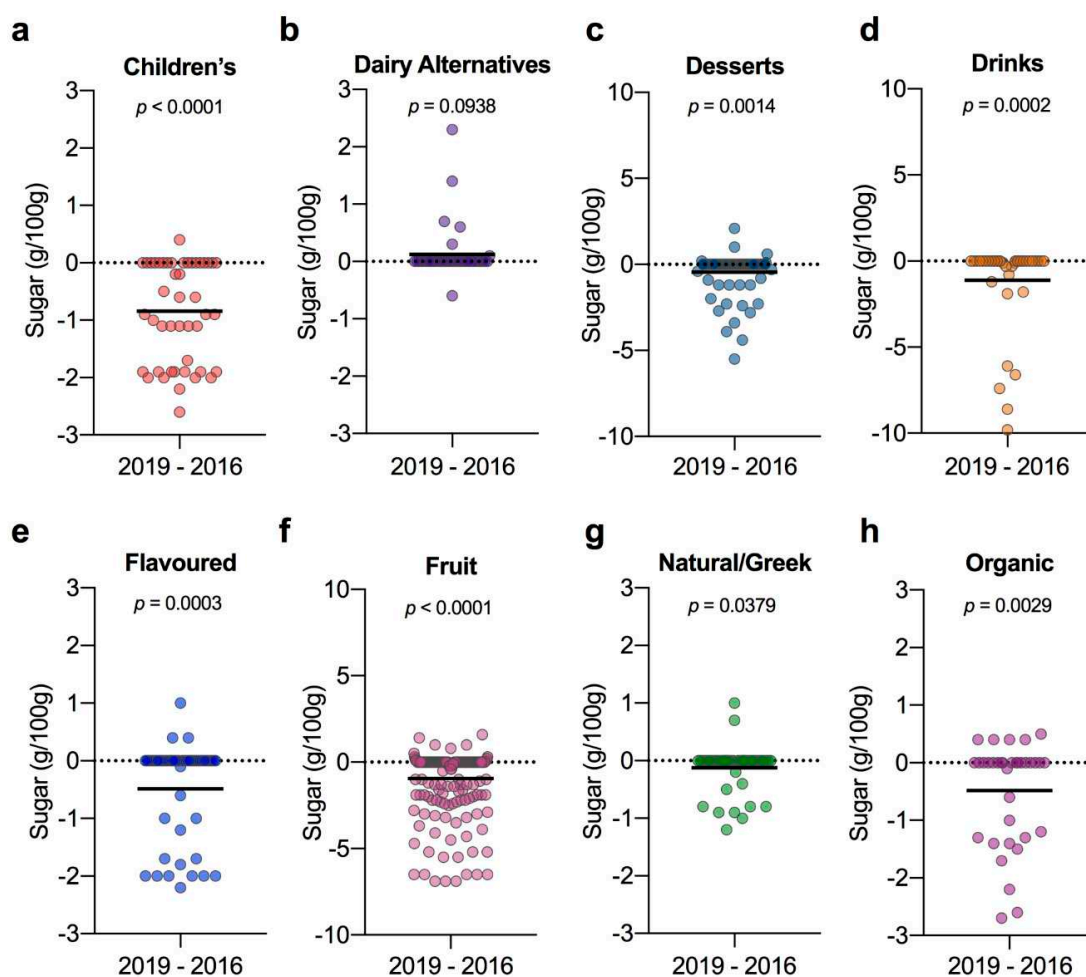 a
Children's
p < 0.0001
3
2
1
0
-1
-2
-3
Sugar (g/100g)
2019 - 2016
b
Dairy Alternatives
p = 0.0938
3
2
1
0
-1
-2
-3
Sugar (g/100g)
2019 - 2016
c
Desserts
p = 0.0014
10
5
0
-5
-10
Sugar (g/100g)
2019 - 2016
d
Drinks
p = 0.0002
10
5
0
-5
-10
Sugar (g/100g)
2019 - 2016
e
Flavoured
p = 0.0003
3
2
1
0
-1
-2
-3
Sugar (g/100g)
2019 - 2016
f
Fruit
p < 0.0001
10
5
0
-5
-10
Sugar (g/100g)
2019 - 2016
g
Natural/Greek
p = 0.0379
3
2
1
0
-1
-2
-3
Sugar (g/100g)
2019 - 2016
h
Organic
p = 0.0029
3
2
1
0
-1
-2
-3
Sugar (g/100g)
2019 - 2016